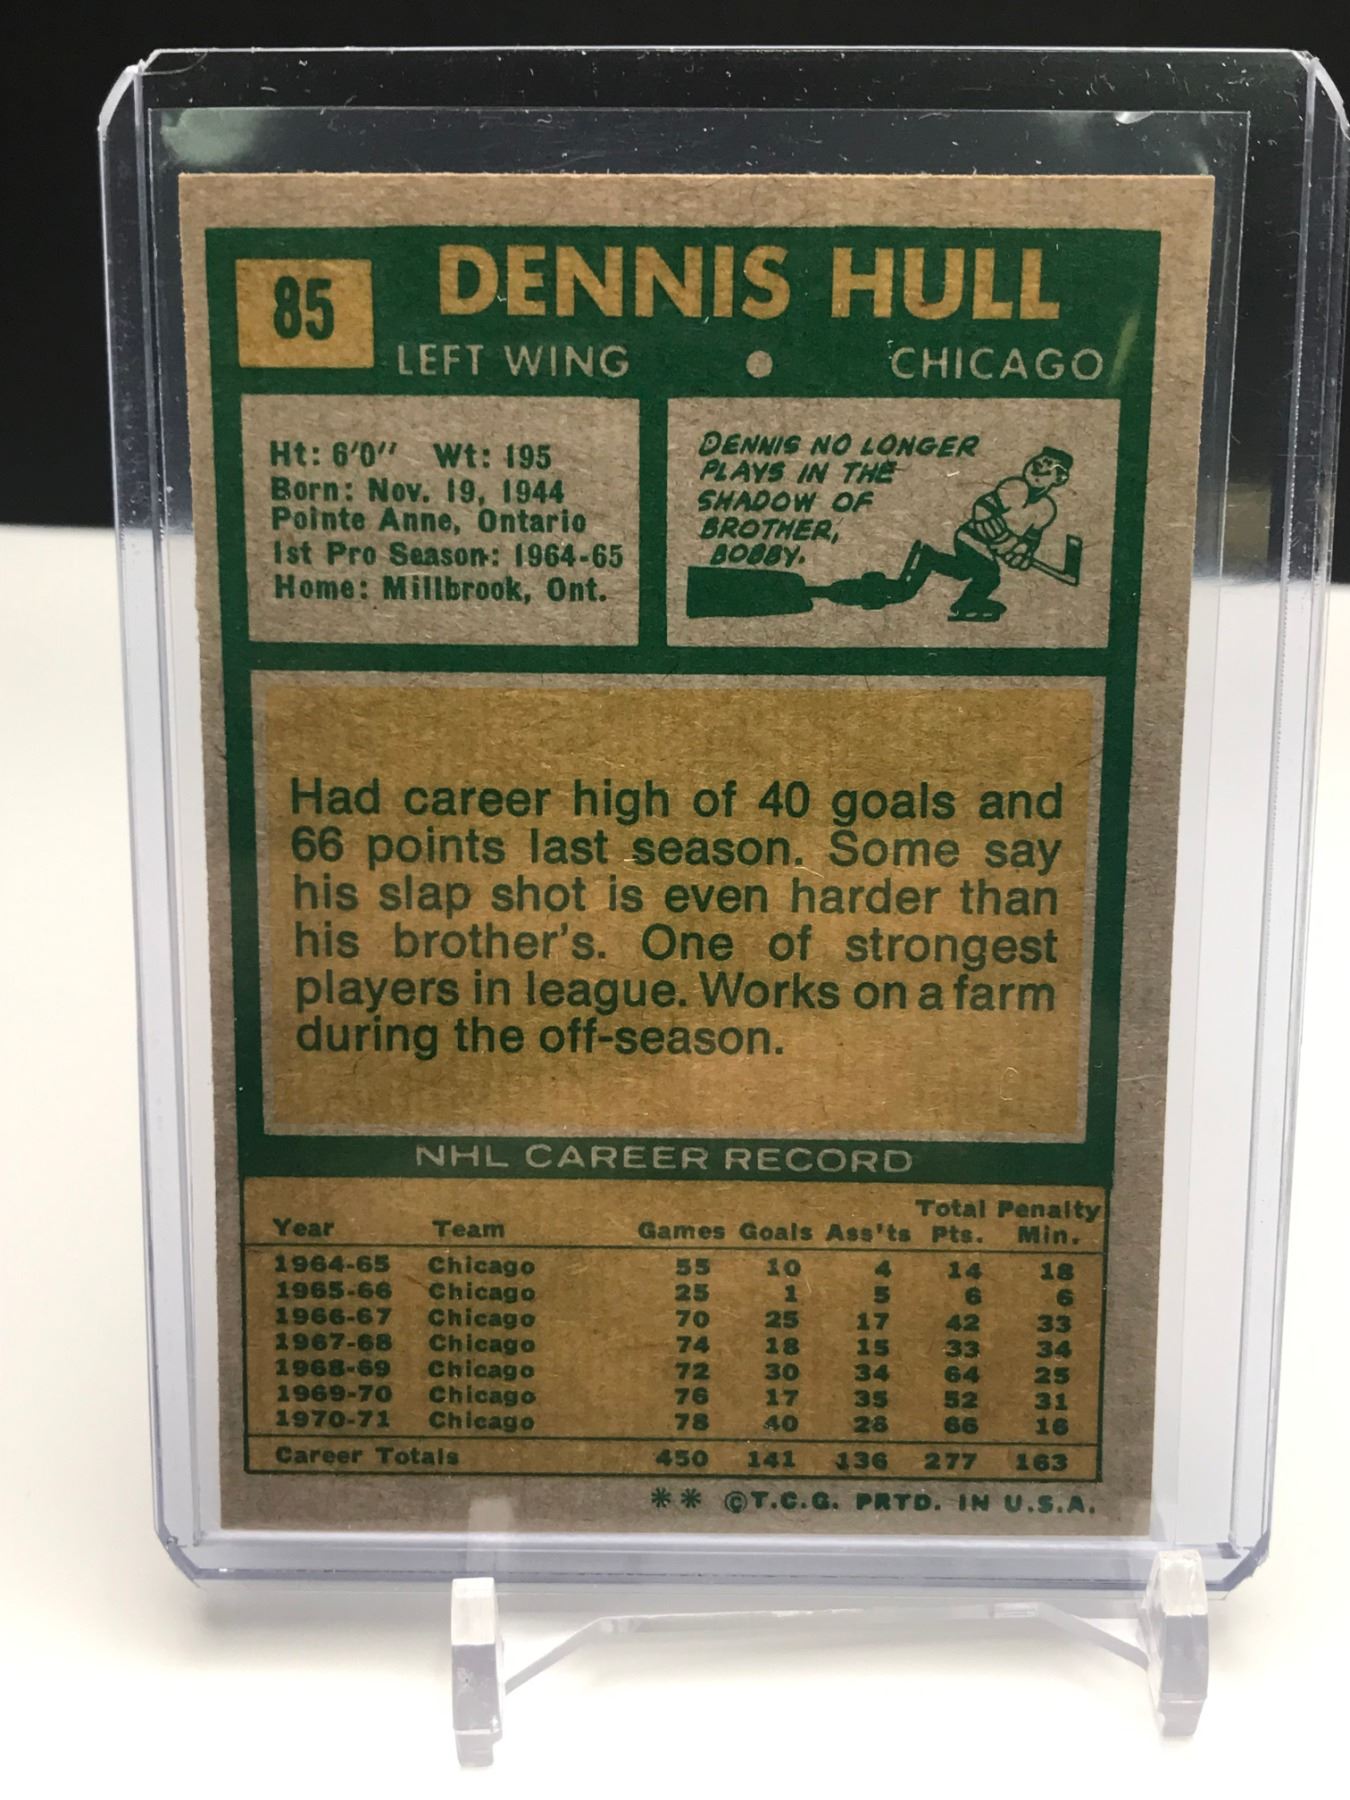 85
DENNIS HULL
LEFT WING • CHICAGO
Ht: 6'0" Wt: 195
Born: Nov. 19, 1944
Pointe Anne, Ontario
1st Pro Season: 1964-65
Home: Millbrook, Ont.
DENNIS NO LONGER
PLAYS IN THE
SHADOW OF
BROTHER,
BOBBY.
Had career high of 40 goals and
66 points last season. Some say
his slap shot is even harder than
his brother's. One of strongest
players in league. Works on a farm
during the off-season.
NHL CAREER RECORD
Total Penalty
Year Team Games Goals Ass'ts Pts. Min.
1964-65 Chicago 55 10 4 14 18
1965-66 Chicago 25 1 5 6 6
1966-67 Chicago 70 25 17 42 33
1967-68 Chicago 74 18 15 33 34
1968-69 Chicago 72 30 34 64 25
1969-70 Chicago 76 17 35 52 31
1970-71 Chicago 78 40 26 66 16
Career Totals 450 141 136 277 163
** ©T.C.G. PRTD. IN U.S.A.